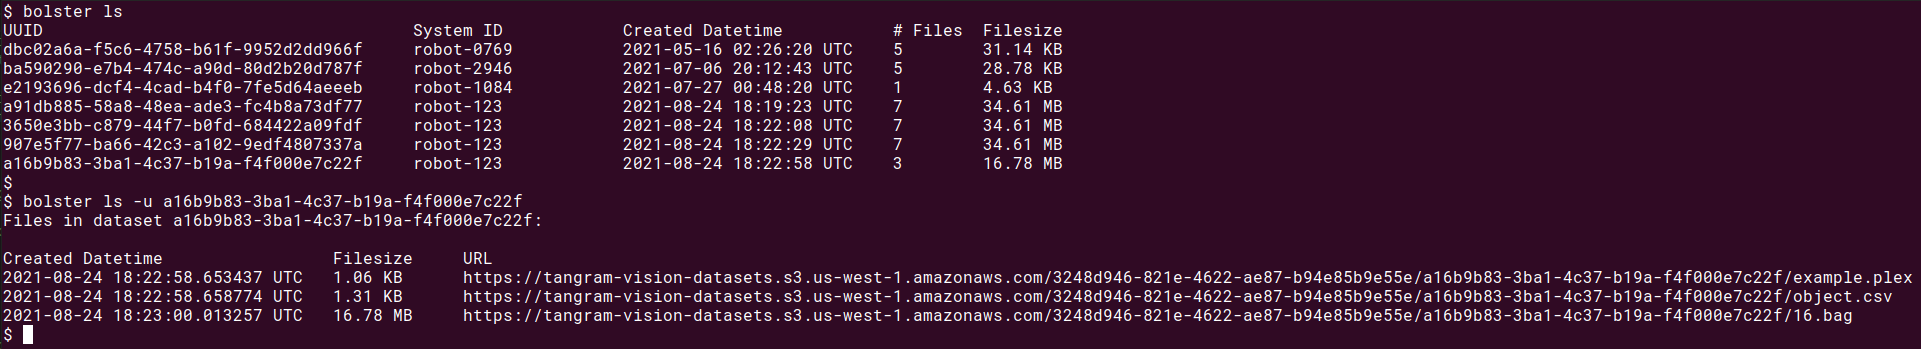 $ bolster ls
UUID System ID Created Datetime # Files Filesize
dbc02a6a-f5c6-4758-b61f-9952d2dd966f robot-0769 2021-05-16 02:26:20 UTC 5 31.14 KB
ba590290-e7b4-474c-a90d-80d2b20d787f robot-2946 2021-07-06 20:12:43 UTC 5 28.78 KB
e2193696-dcf4-4cad-b4f0-7fe5d64aeeeb robot-1084 2021-07-27 00:48:20 UTC 1 4.63 KB
a91db885-58a8-48ea-ade3-fc4b8a73df77 robot-123 2021-08-24 18:19:23 UTC 7 34.61 MB
3650e3bb-c879-44f7-b0fd-684422a09fdf robot-123 2021-08-24 18:22:08 UTC 7 34.61 MB
907e5f77-ba66-42c3-a102-9edf4807337a robot-123 2021-08-24 18:22:29 UTC 7 34.61 MB
a16b9b83-3ba1-4c37-b19a-f4f000e7c22f robot-123 2021-08-24 18:22:58 UTC 3 16.78 MB
$
$ bolster ls -u a16b9b83-3ba1-4c37-b19a-f4f000e7c22f
Files in dataset a16b9b83-3ba1-4c37-b19a-f4f000e7c22f:
Created Datetime Filesize URL
2021-08-24 18:22:58.653437 UTC 1.06 KB https://tangram-vision-datasets.s3.us-west-1.amazonaws.com/3248d946-821e-4622-ae87-b94e85b9e55e/a16b9b83-3ba1-4c37-b19a-f4f000e7c22f/example.plex
2021-08-24 18:22:58.658774 UTC 1.31 KB https://tangram-vision-datasets.s3.us-west-1.amazonaws.com/3248d946-821e-4622-ae87-b94e85b9e55e/a16b9b83-3ba1-4c37-b19a-f4f000e7c22f/object.csv
2021-08-24 18:23:00.013257 UTC 16.78 MB https://tangram-vision-datasets.s3.us-west-1.amazonaws.com/3248d946-821e-4622-ae87-b94e85b9e55e/a16b9b83-3ba1-4c37-b19a-f4f000e7c22f/16.bag
$